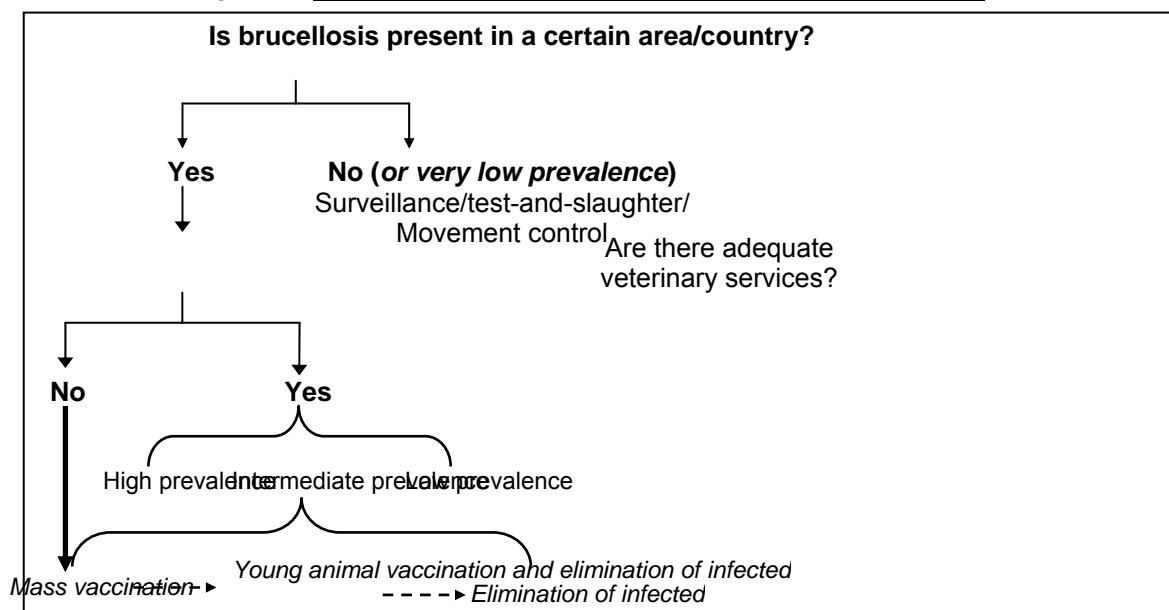 Is brucellosis present in a certain area/country?
Yes
No (or very low prevalence)
Surveillance/test-and-slaughter/
Movement control
Are there adequate
veterinary services?
No
Yes
High prevalence
Intermediate prevalence
Low prevalence
Mass vaccination
Young animal vaccination and elimination of infected
Elimination of infected